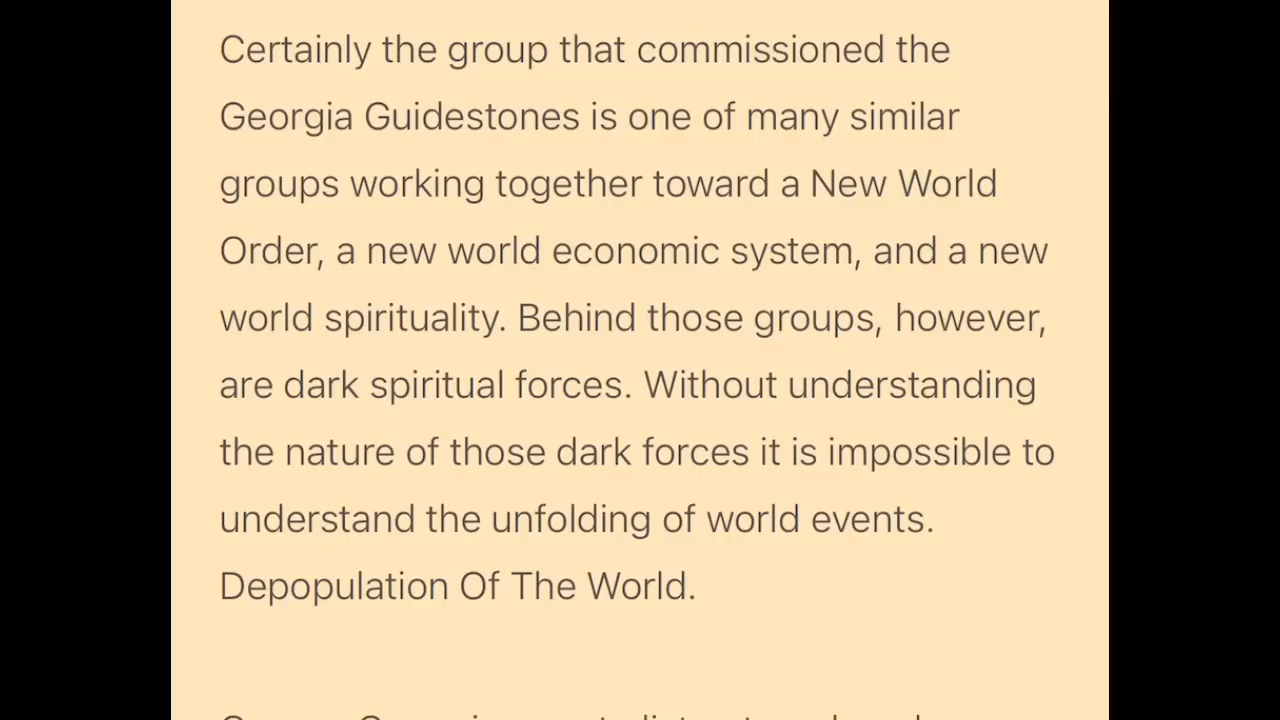 Certainly the group that commissioned the
Georgia Guidestones is one of many similar
groups working together toward a New World
Order, a new world economic system, and a new
world spirituality. Behind those groups, however,
are dark spiritual forces. Without understanding
the nature of those dark forces it is impossible to
understand the unfolding of world events.
Depopulation Of The World.